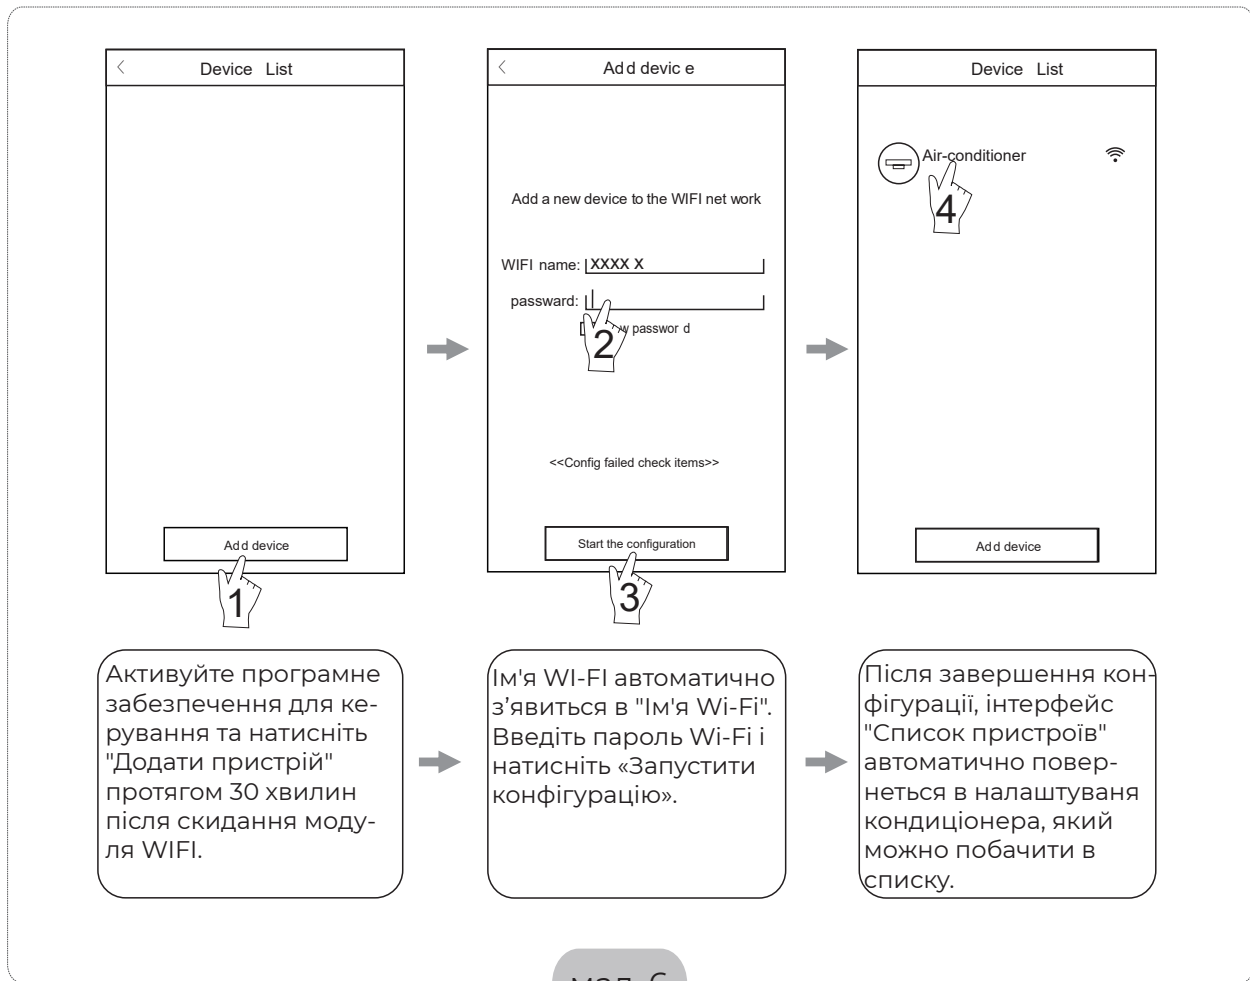 Device List
Add device
1
Add device
Add a new device to the WIFI net work
WIFI name: XXXX X
passward:
w passwor d
2
<<Config failed check items>>
Start the configuration
3
Device List
Air-conditioner
4
Add device
Активуйте програмне
забезпечення для ке-
рування та натисніть
"Додати пристрій"
протягом 30 хвилин
після скидання моду-
ля WIFI.
Ім'я WI-FI автоматично
з’явиться в "Ім'я Wi-Fi".
Введіть пароль Wi-Fi і
натисніть «Запустити
конфігурацію».
Після завершення кон-
фігурації, інтерфейс
"Список пристроїв"
автоматично повер-
неться в налаштуваня
кондиціонера, який
можно побачити в
списку.